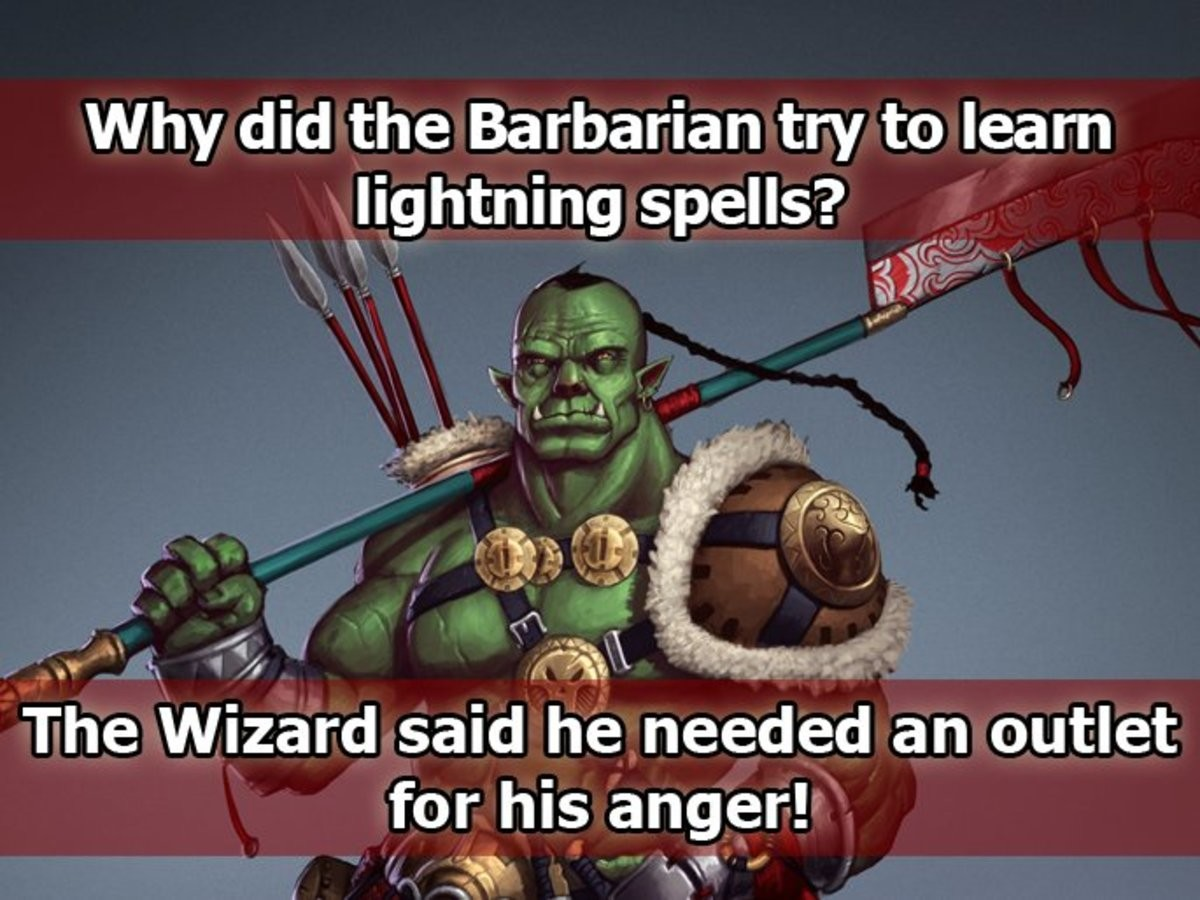 Why did the Barbarian try to learn
lightning spells?
The Wizard said he needed an outlet
for his anger!